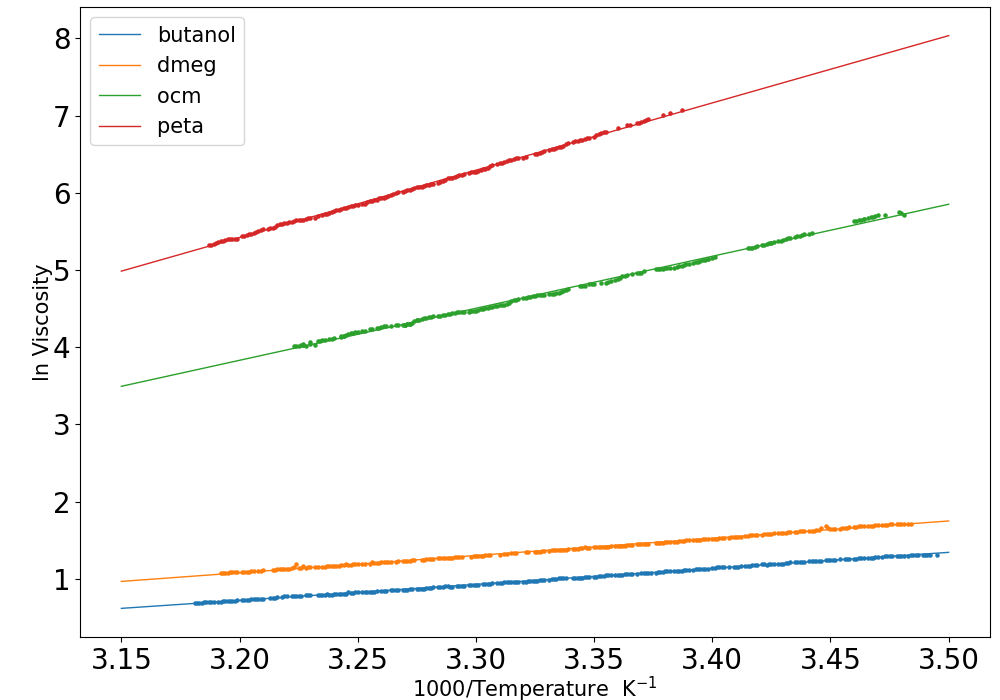 butanol
dmeg
ocm
peta
8
7
6
5
4
3
2
1
ln Viscosity
3.15 3.20 3.25 3.30 3.35 3.40 3.45 3.50
1000/Temperature K⁻¹